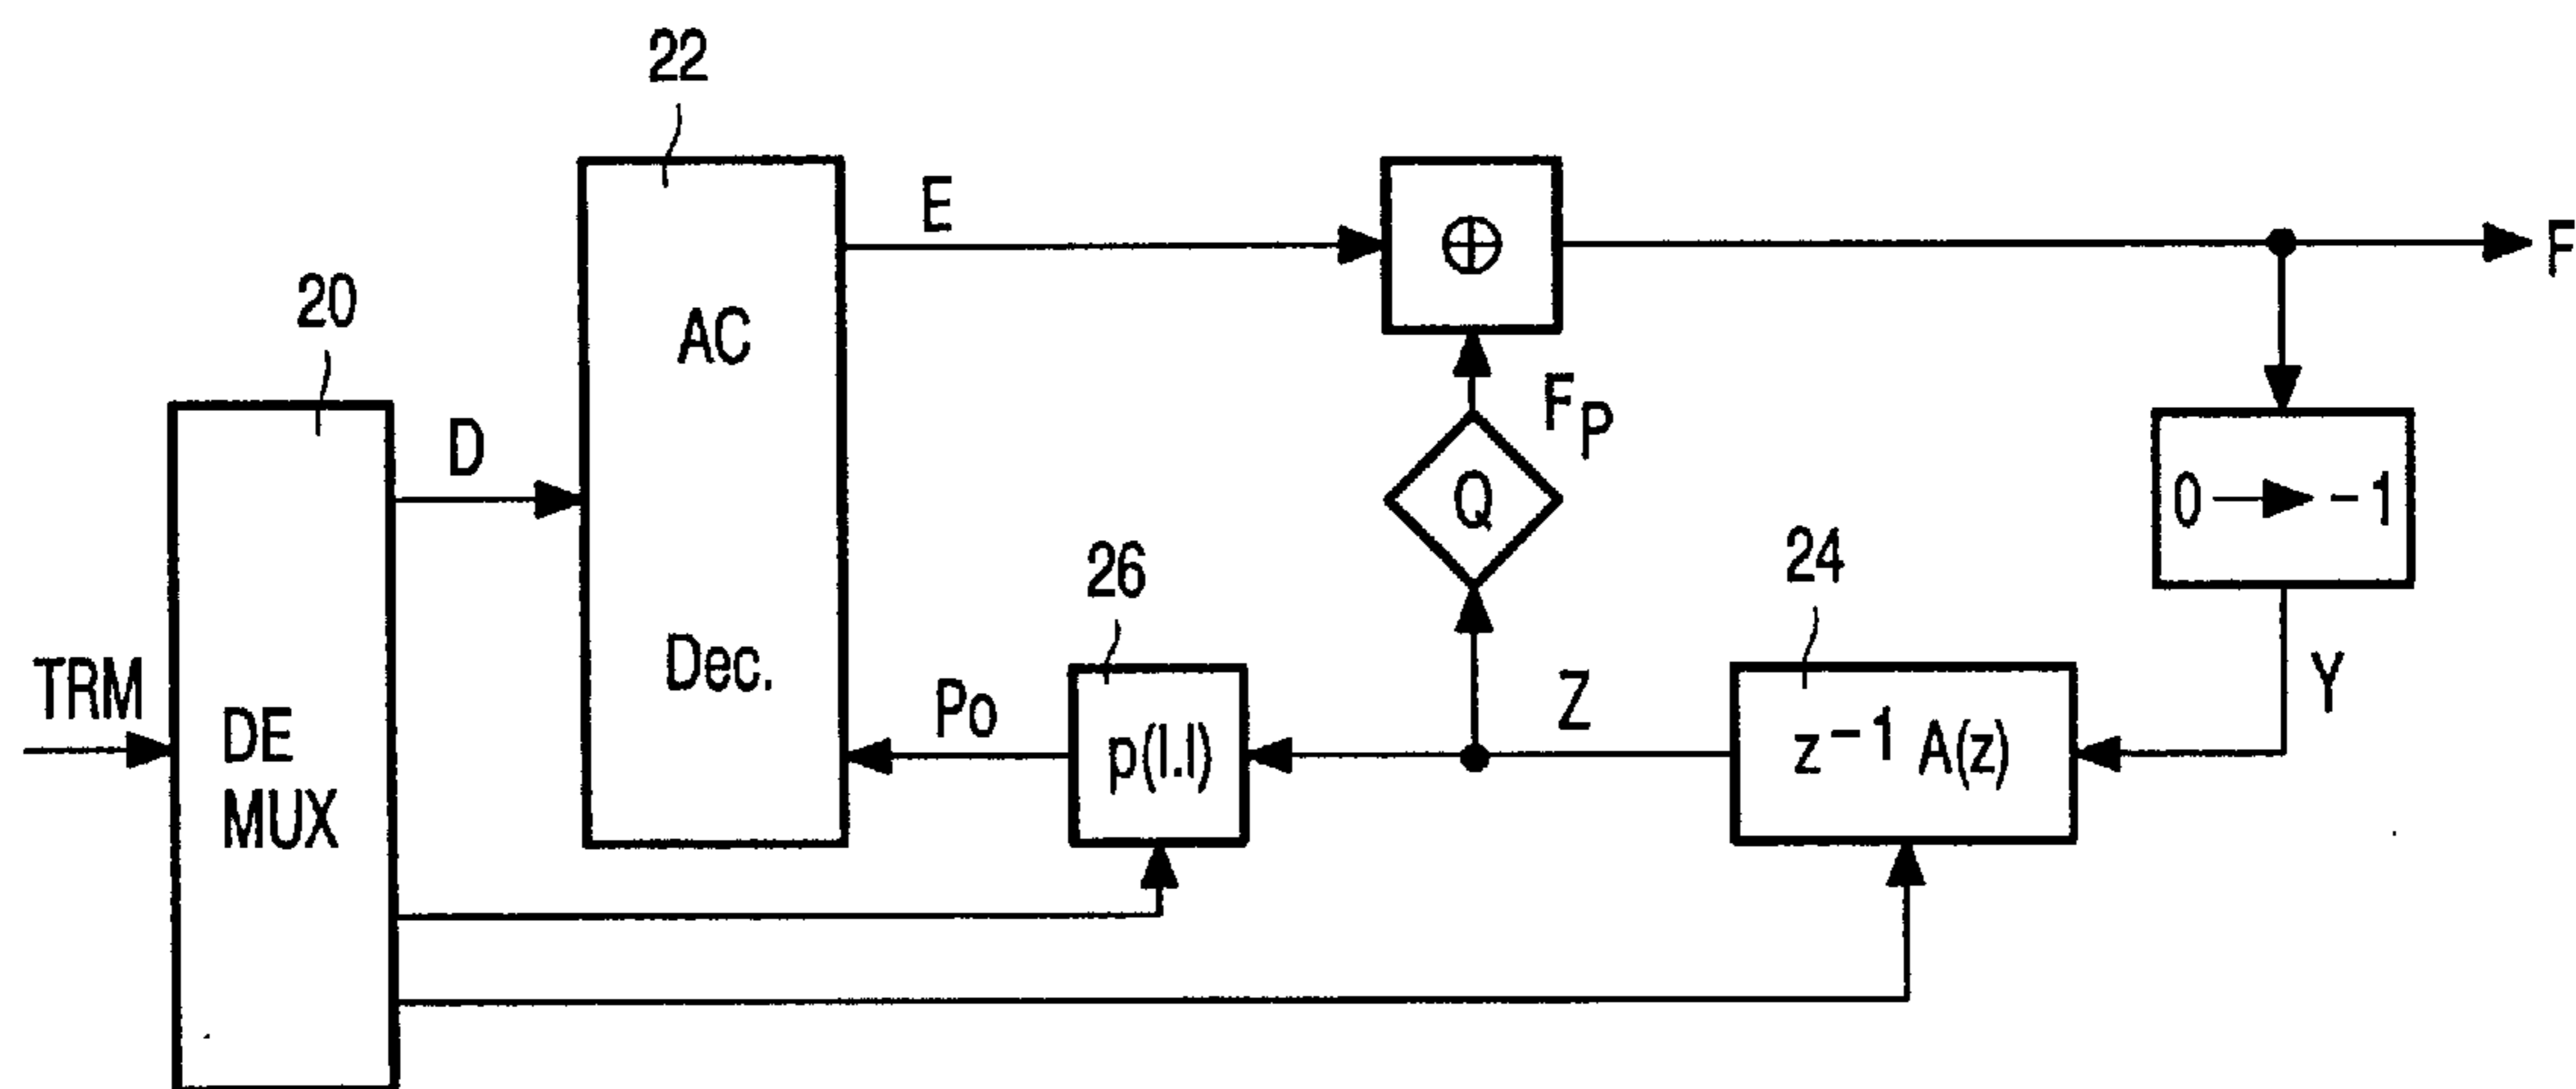 22
E
⊕
F
20
AC
D
F_P
Q
0 → -1
26
24
Dec.
TRM
DE
MUX
Po
p(l.l)
Z
z^-1 A(z)
Y